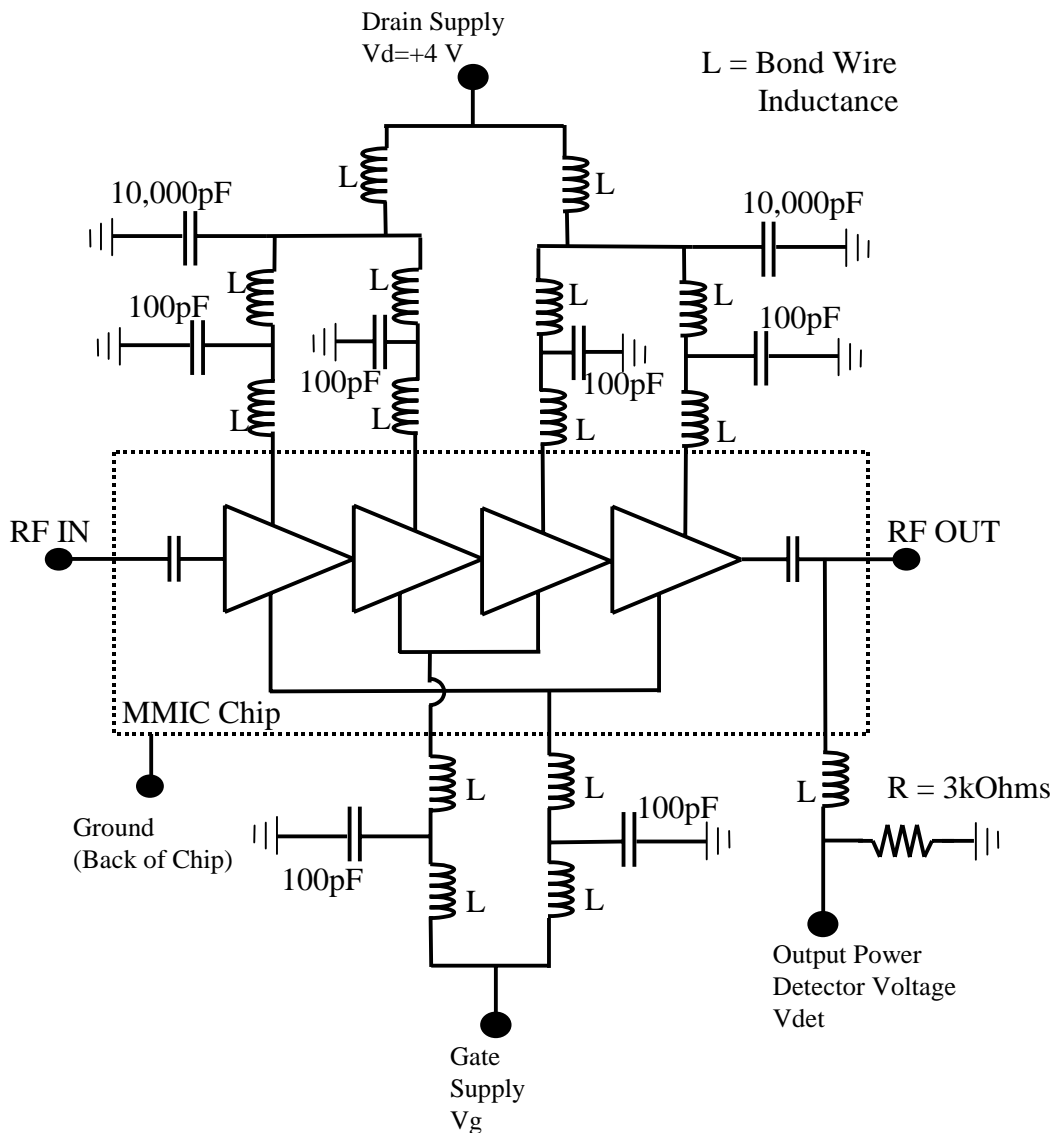 Drain Supply
Vd=+4 V
L = Bond Wire
Inductance
L
L
10,000pF
10,000pF
L
L
L
L
100pF
100pF
100pF
100pF
L
L
L
L
RF IN
RF OUT
MMIC Chip
L
L
L
R = 3kOhms
Ground
(Back of Chip)
100pF
100pF
L
L
Output Power
Detector Voltage
Vdet
Gate
Supply
Vg